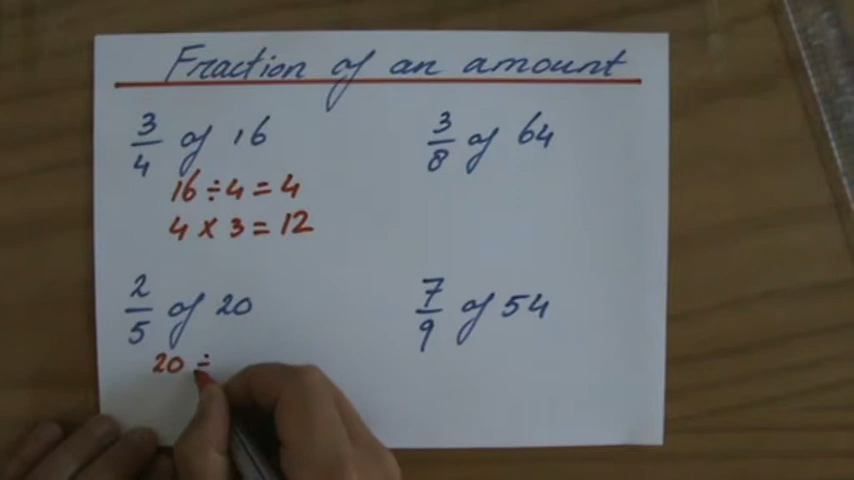 Fraction of an amount
3/4 of 16
16 ÷ 4 = 4
4 × 3 = 12
3/8 of 64
2/5 of 20
20 ÷
7/9 of 54